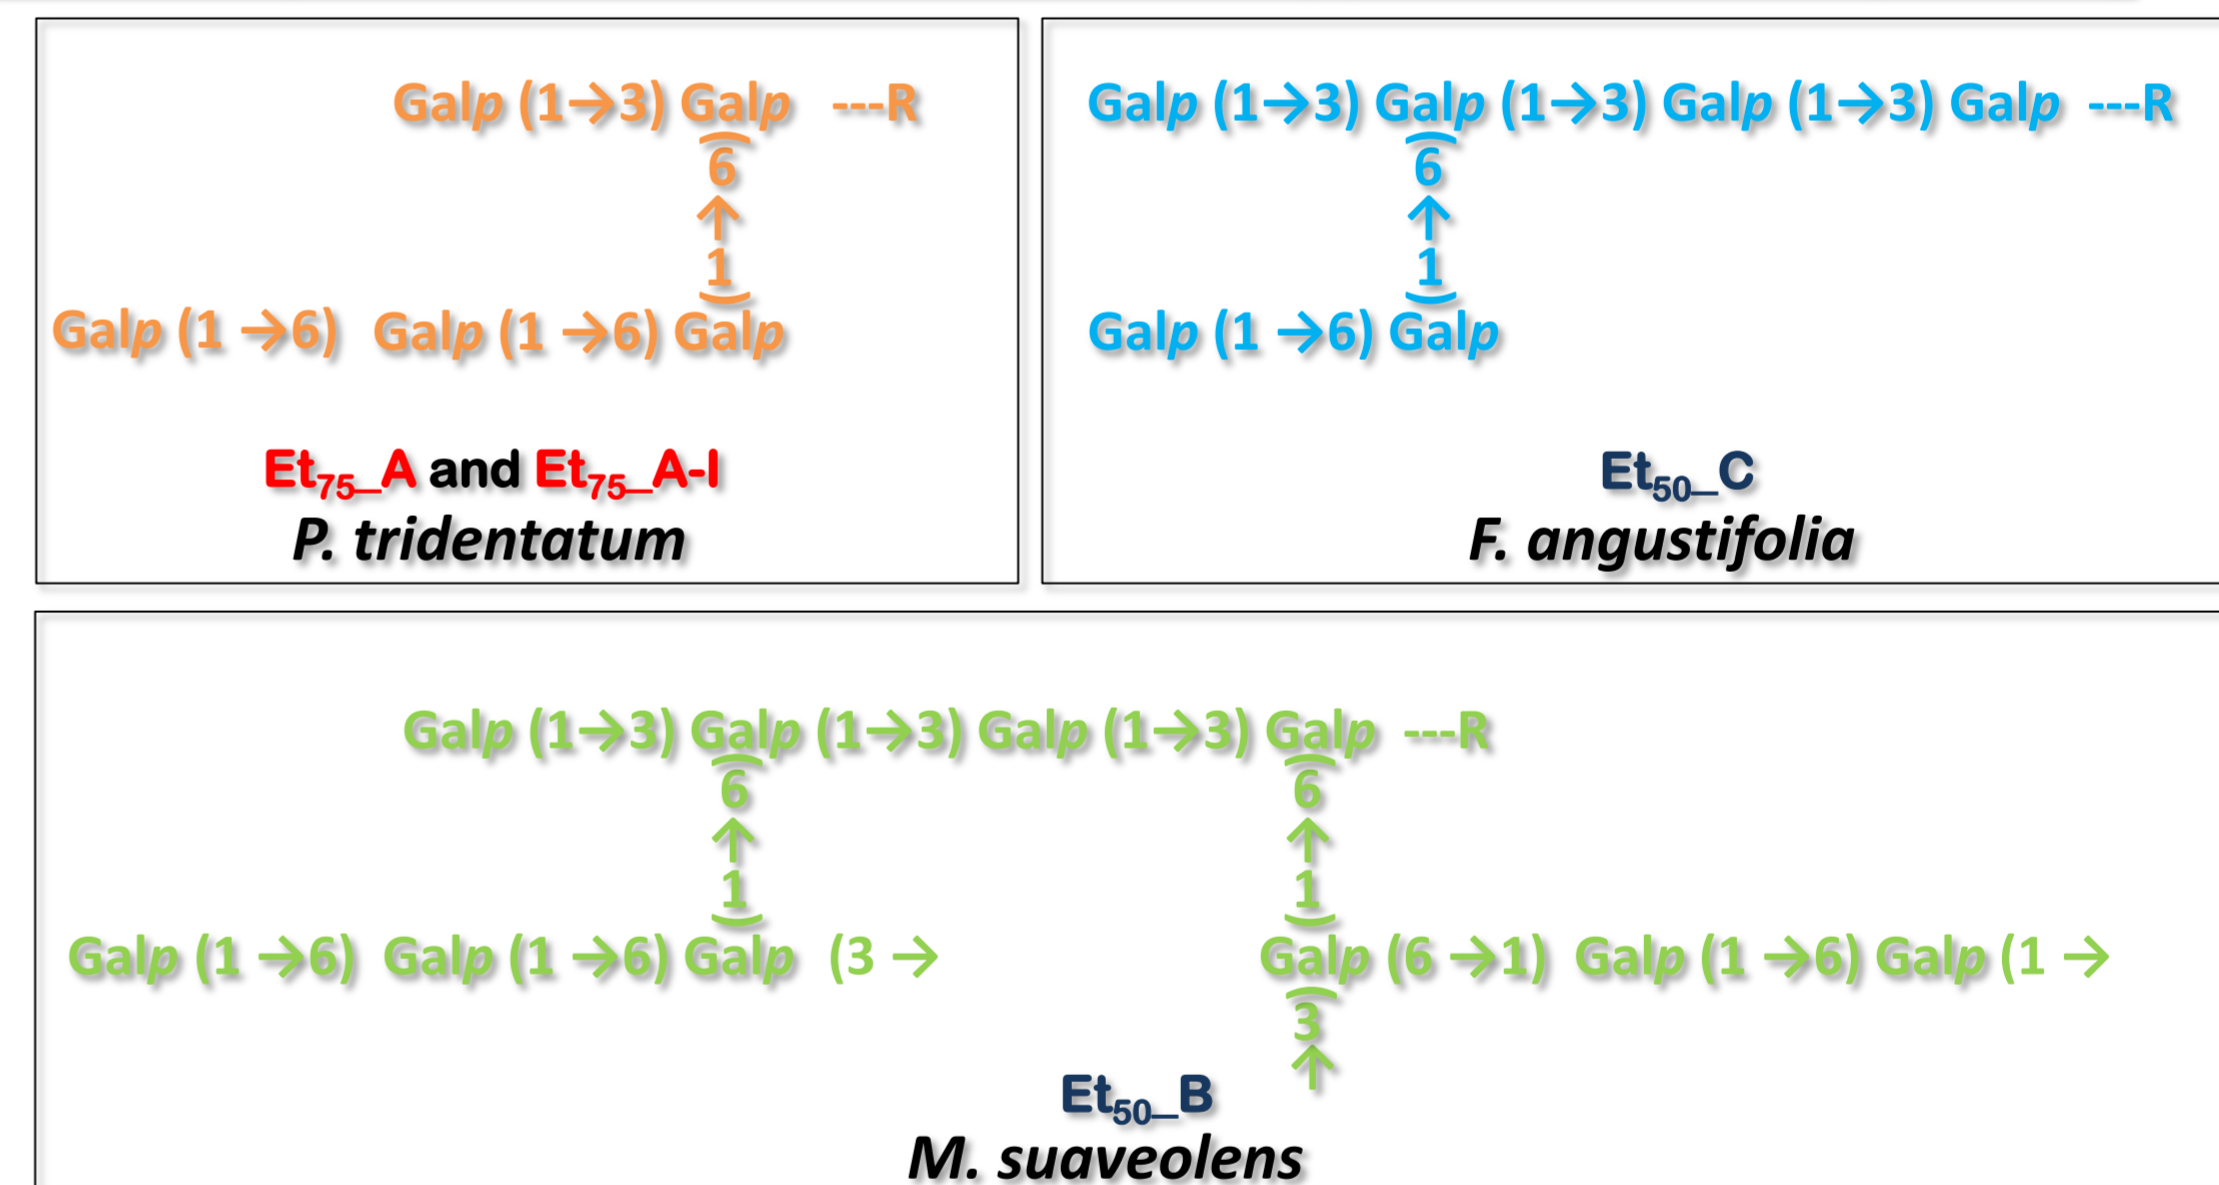 Galp (1→3) Galp ---R
6
↑
1
Galp (1 →6) Galp (1 →6) Galp
Et75_A and Et75_A-I
P. tridentatum
Galp (1→3) Galp (1→3) Galp (1→3) Galp ---R
6
↑
1
Galp (1 →6) Galp
Et50_C
F. angustifolia
Galp (1→3) Galp (1→3) Galp (1→3) Galp ---R
6 6
↑ ↑
1 1
Galp (1 →6) Galp (1 →6) Galp (3 → Galp (6 →1) Galp (1 →6) Galp (1 →
3
↑
Et50_B
M. suaveolens